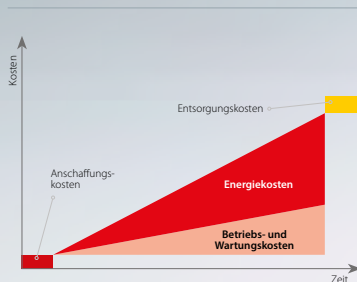 Kosten
Entsorgungskosten
Anschaffungs-
kosten
Energiekosten
Betriebs- und
Wartungskosten
Zeit